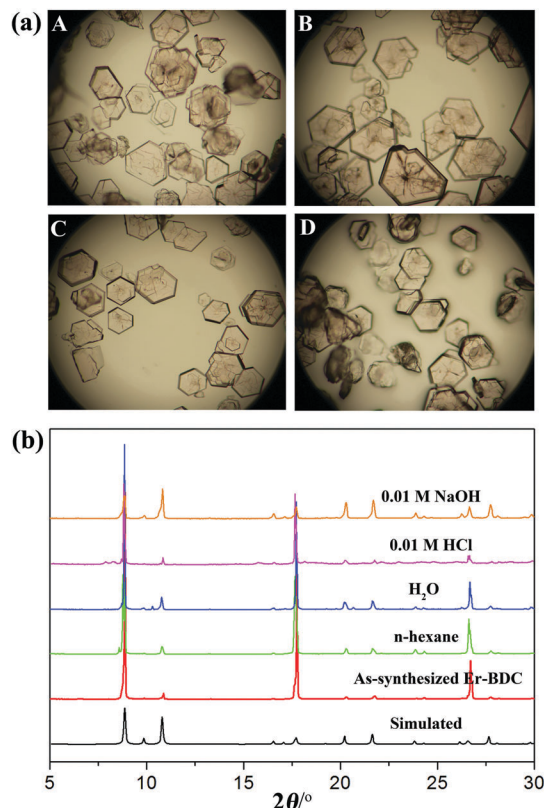 (a)
A
B
C
D
(b)
0.01 M NaOH
0.01 M HCl
H₂O
n-hexane
As-synthesized Er-BDC
Simulated
5 10 15 20 25 30
2θ/°